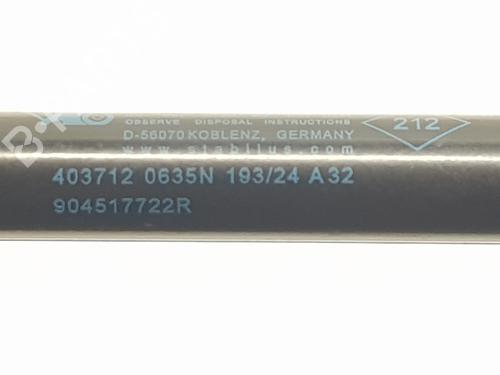 OBSERVE DISPOSAL INSTRUCTIONS
D-56070 KOBLENZ, GERMANY
www.stabilus.com
212
403712 0635N 193/24 A32
904517722R